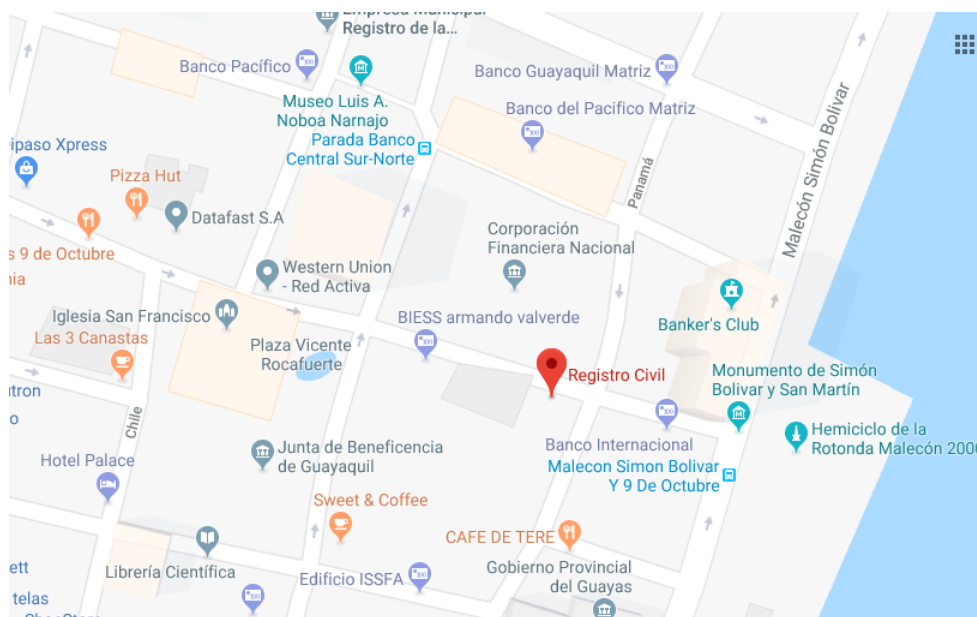 Empresa Municipal
Registro de la...
Banco Pacífico
Banco Guayaquil Matriz
Museo Luis A.
Noboa Narnajo
Banco del Pacifico Matriz
Parada Banco
Central Sur-Norte
Malecón Simón Bolívar
ipaso Xpress
Pizza Hut
Panamá
Datafast S.A
Corporación
Financiera Nacional
s 9 de Octubre
Western Union
- Red Activa
Iglesia San Francisco
BIESS armando valverde
Banker's Club
Las 3 Canastas
Plaza Vicente
Rocafuerte
Registro Civil
Monumento de Simón
Bolivar y San Martín
Chile
Hemiciclo de la
Rotonda Malecón 2000
Junta de Beneficencia
de Guayaquil
Banco Internacional
Malecon Simon Bolivar
Y 9 De Octubre
Hotel Palace
Sweet & Coffee
CAFE DE TERE
Librería Científica
Edificio ISSFA
Gobierno Provincial
del Guayas
telas